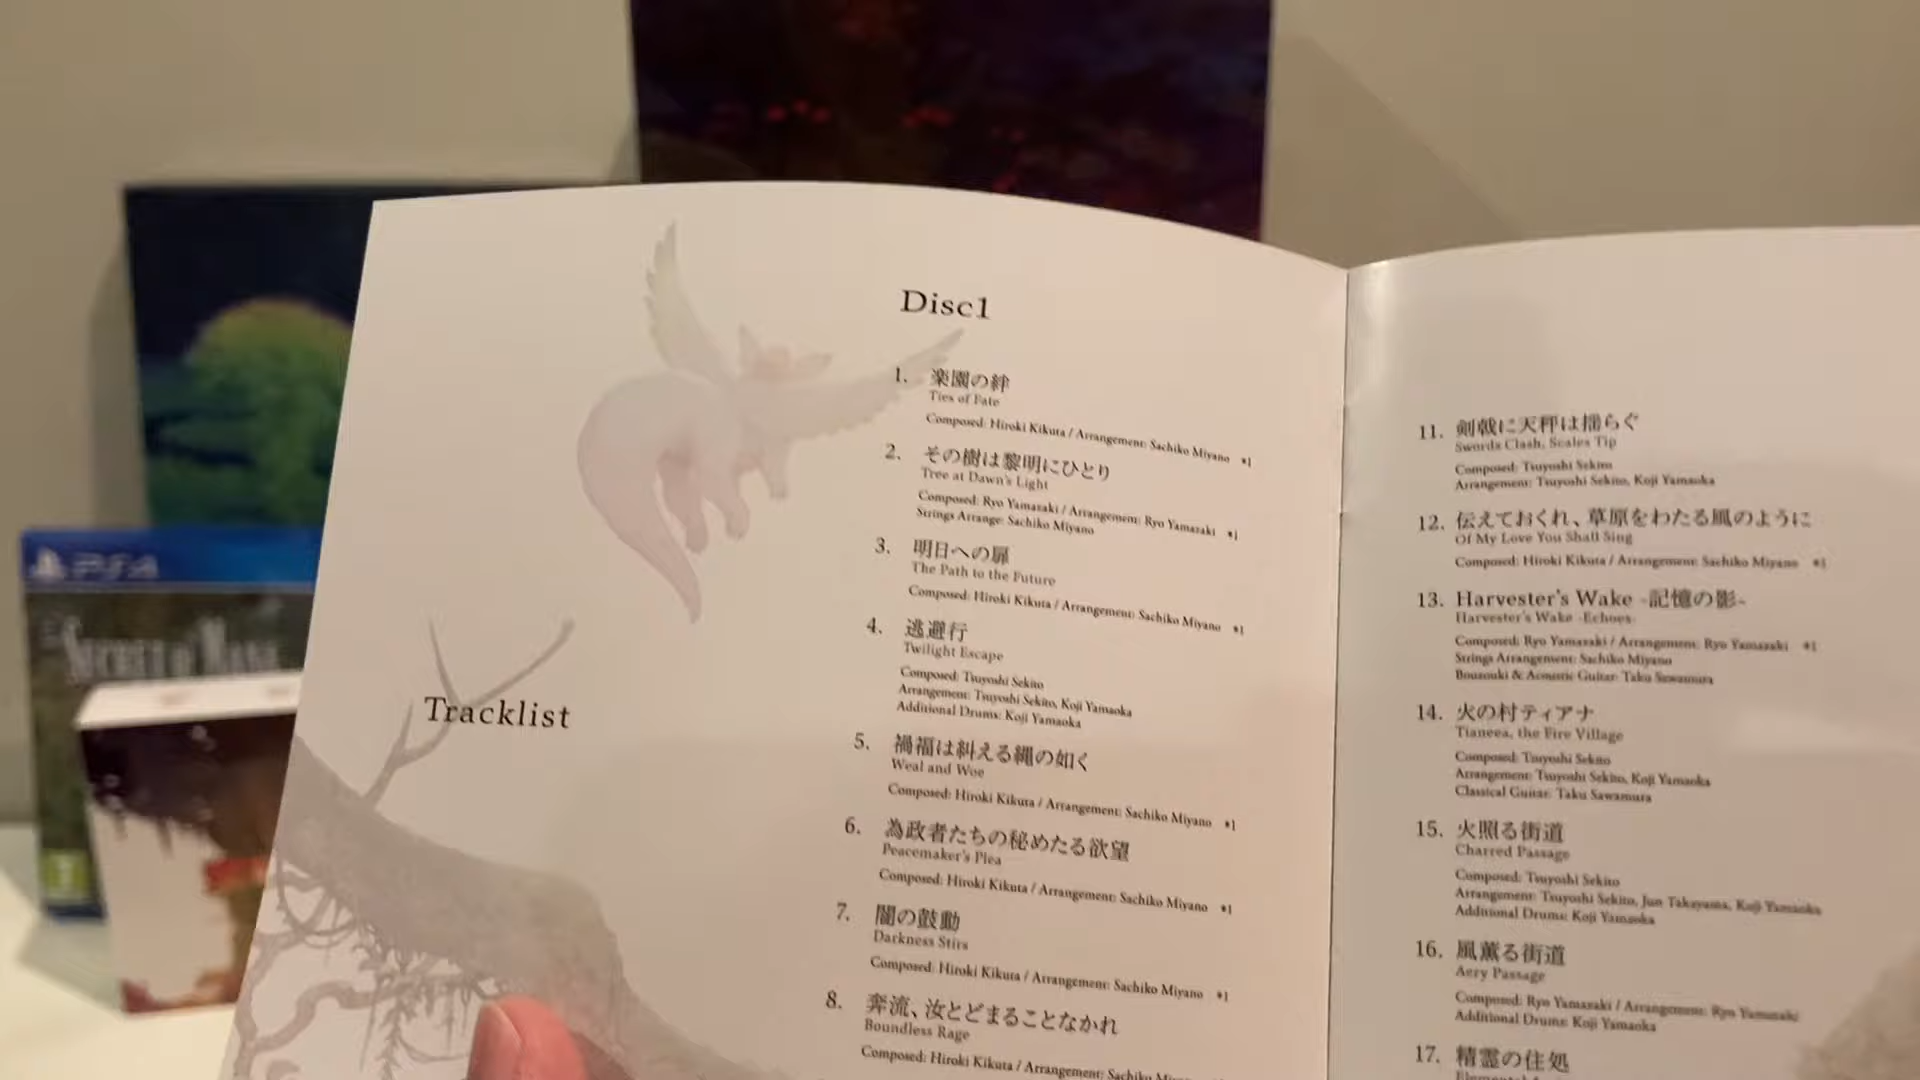 PS4
SECRET of MANA
Tracklist
Disc1
1. 楽園の絆
Ties of Fate
Composed: Hiroki Kikuta / Arrangement: Sachiko Miyano *1
2. その樹は黎明にひとり
Tree at Dawn's Light
Composed: Ryo Yamazaki / Arrangement: Ryo Yamazaki *1
Strings Arrange: Sachiko Miyano
3. 明日への扉
The Path to the Future
Composed: Hiroki Kikuta / Arrangement: Sachiko Miyano *1
4. 逃避行
Twilight Escape
Composed: Tsuyoshi Sekito
Arrangement: Tsuyoshi Sekito, Koji Yamaoka
Additional Drums: Koji Yamaoka
5. 禍福は糾える縄の如く
Weal and Woe
Composed: Hiroki Kikuta / Arrangement: Sachiko Miyano *1
6. 為政者たちの秘めたる欲望
Peacemaker's Plea
Composed: Hiroki Kikuta / Arrangement: Sachiko Miyano *1
7. 闇の鼓動
Darkness Stirs
Composed: Hiroki Kikuta / Arrangement: Sachiko Miyano *1
8. 奔流、汝とどまることなかれ
Boundless Rage
Composed: Hiroki Kikuta / Arrangement: Sachiko
11. 剣戟に天秤は揺らぐ
Swords Clash, Scales Tip
Composed: Tsuyoshi Sekito
Arrangement: Tsuyoshi Sekito, Koji Yamaoka
12. 伝えておくれ、草原をわたる風のように
Of My Love You Shall Sing
Composed: Hiroki Kikuta / Arrangement: Sachiko Miyano *1
13. Harvester's Wake -記憶の影-
Harvester's Wake -Echoes-
Composed: Ryo Yamazaki / Arrangement: Ryo Yamazaki *1
Strings Arrangement: Sachiko Miyano
Bouzouki & Acoustic Guitar: Taku Sawamura
14. 火の村ティアナ
Tianeea, the Fire Village
Composed: Tsuyoshi Sekito
Arrangement: Tsuyoshi Sekito, Koji Yamaoka
Classical Guitar: Taku Sawamura
15. 火照る街道
Charred Passage
Composed: Tsuyoshi Sekito
Arrangement: Tsuyoshi Sekito, Jun Takayama, Koji Yamaoka
Additional Drums: Koji Yamaoka
16. 風薫る街道
Aery Passage
Composed: Ryo Yamazaki / Arrangement: Ryo Yamazaki
Additional Drums: Koji Yamaoka
17. 精霊の住処